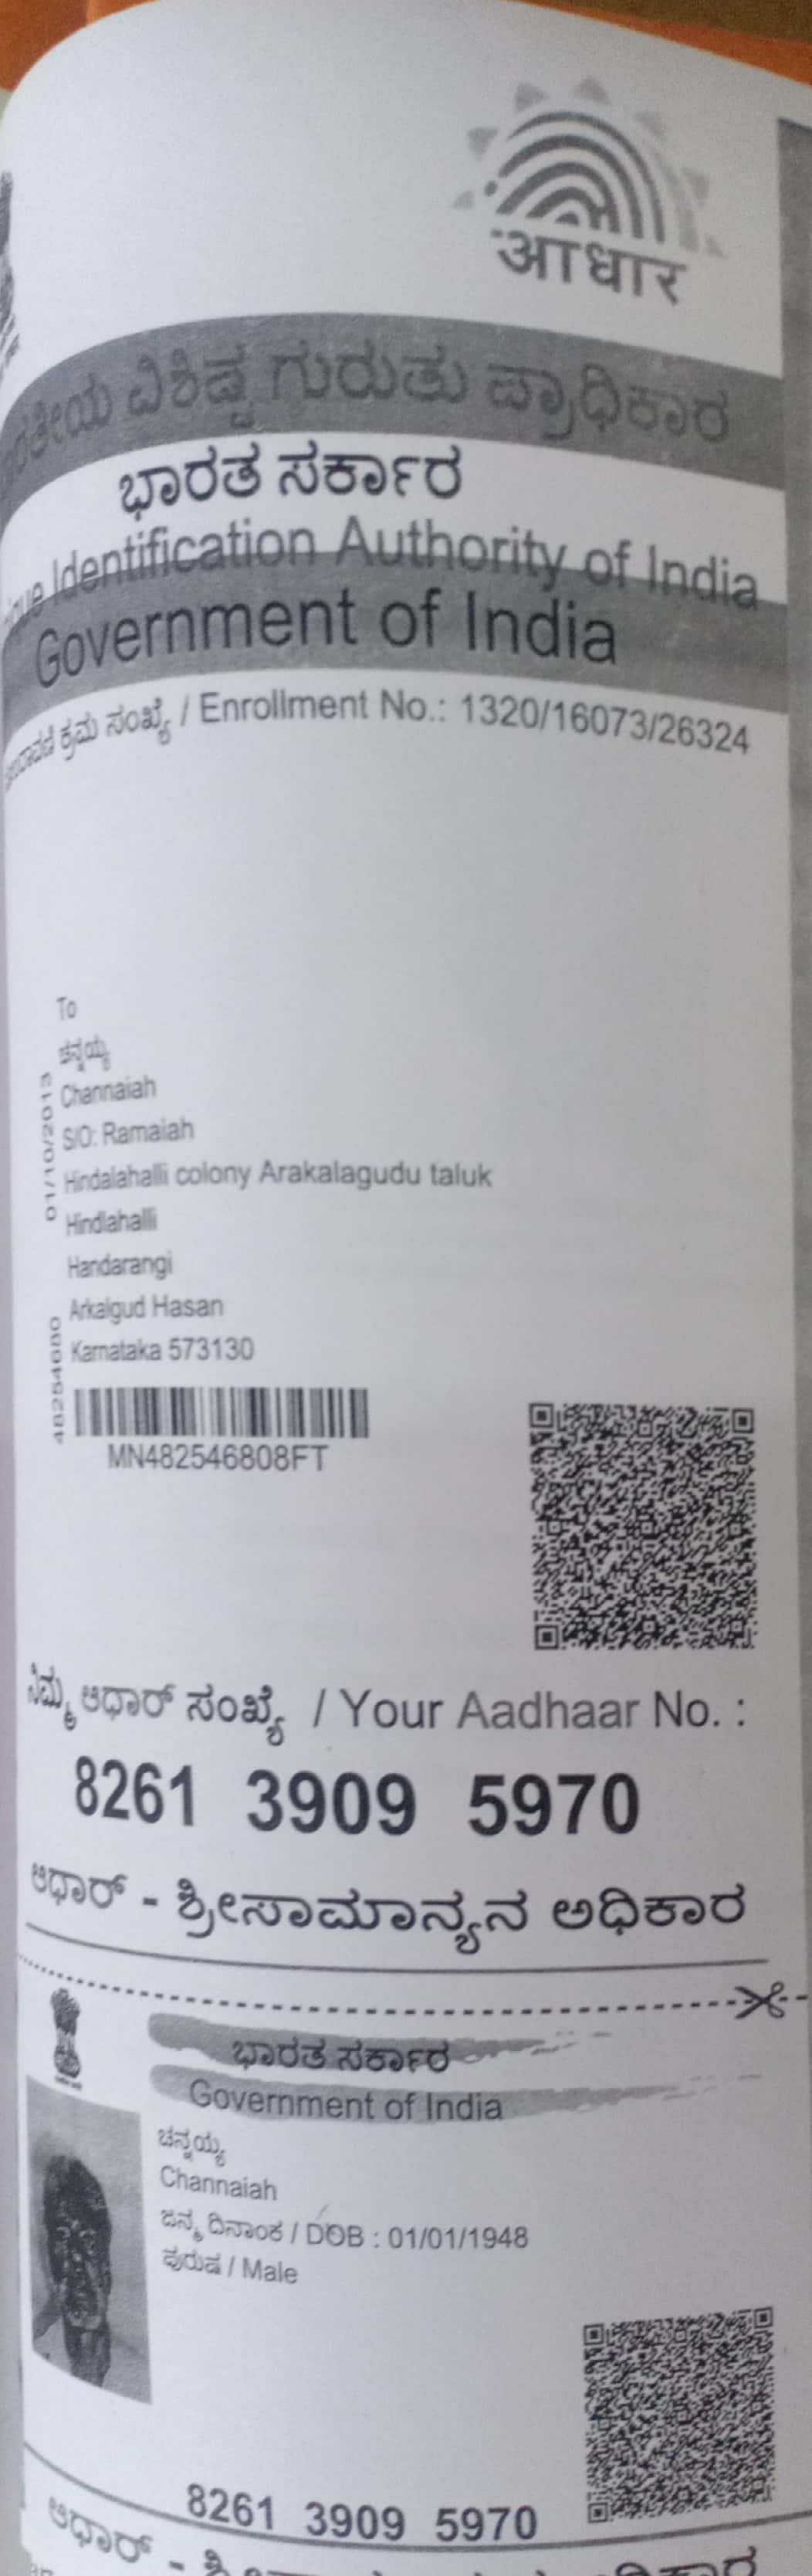 आधार
ವಿಶಿಷ್ಟ ಗುರುತು ಪ್ರಾಧಿಕಾರ
ಭಾರತ ಸರ್ಕಾರ
Identification Authority of India
Government of India
ಕ್ರಮ ಸಂಖ್ಯೆ / Enrollment No.: 1320/16073/26324
To
ಚನ್ನಯ್ಯ
Channaiah
S/O: Ramaiah
Hindalahalli colony Arakalagudu taluk
Hindlahalli
Handarangi
Arkalgud Hasan
Karnataka 573130
01/10/2013
MN482546808FT
ನಿಮ್ಮ ಆಧಾರ್ ಸಂಖ್ಯೆ / Your Aadhaar No. :
8261 3909 5970
ಆಧಾರ್ - ಶ್ರೀಸಾಮಾನ್ಯನ ಅಧಿಕಾರ
ಭಾರತ ಸರ್ಕಾರ
Government of India
ಚನ್ನಯ್ಯ
Channaiah
ಜನ್ಮ ದಿನಾಂಕ / DOB : 01/01/1948
ಪುರುಷ / Male
8261 3909 5970
ಆಧಾರ್ -